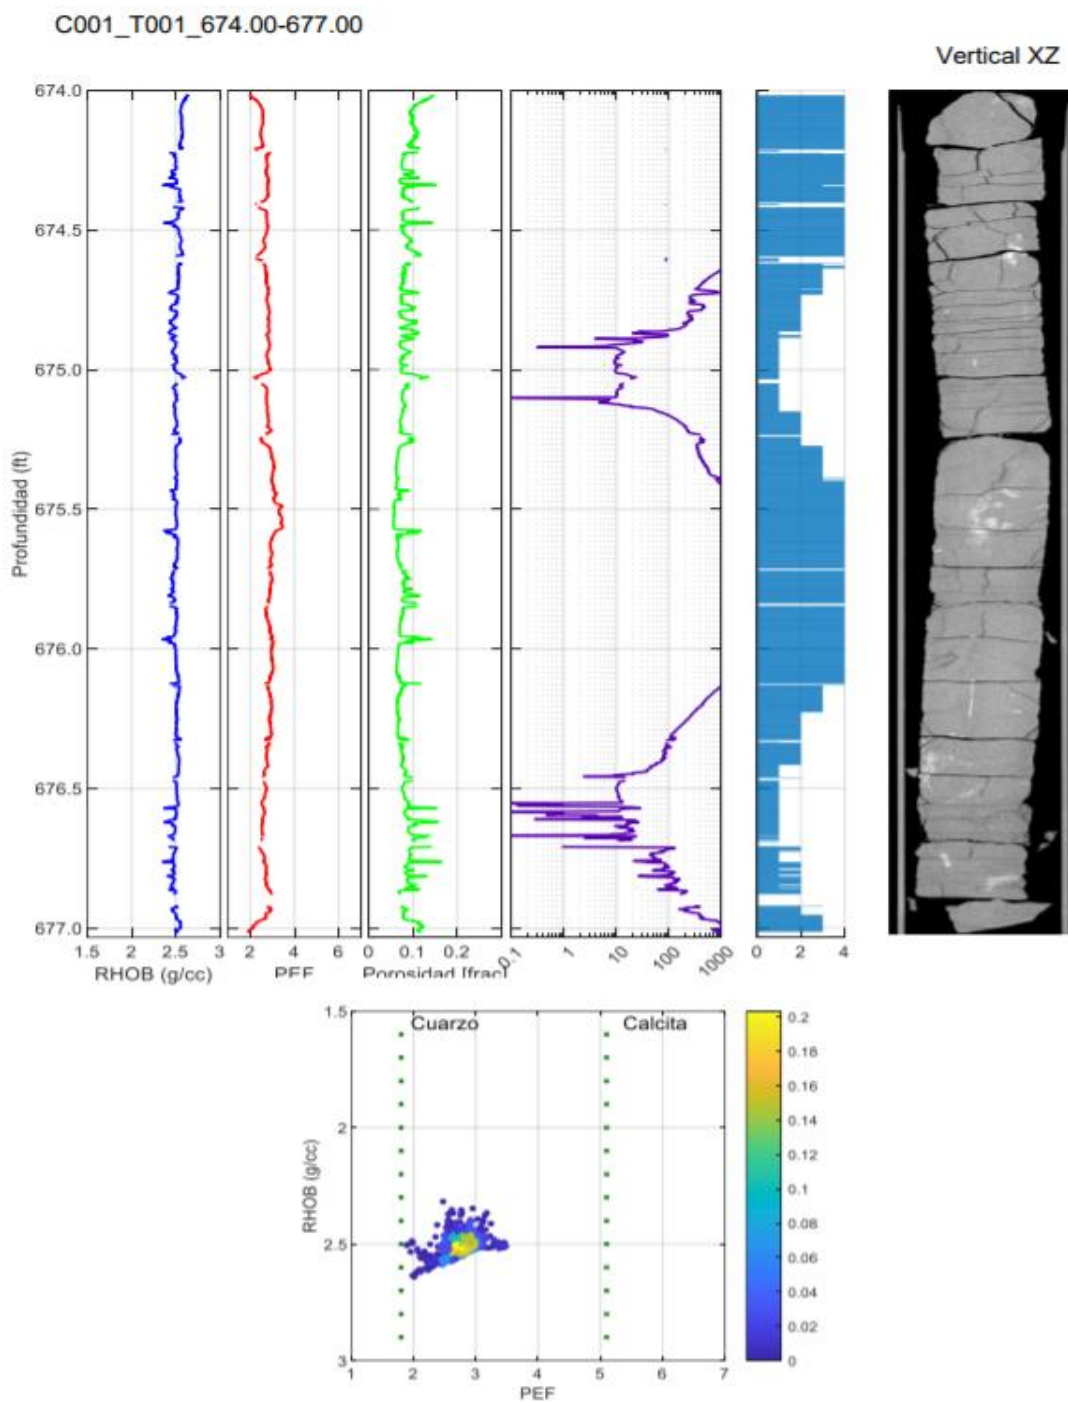 C001_T001_674.00-677.00
Vertical XZ
674.0
674.5
675.0
675.5
676.0
676.5
677.0
Profundidad (ft)
1.5 2 2.5 3
RHOB (g/cc)
2 4 6
PEF
0 0.1 0.2
Porosidad [frac]
0.1 1 10 100 1000
0 2 4
1.5
2
2.5
3
RHOB (g/cc)
Cuarzo Calcita
1 2 3 4 5 6 7
PEF
0.2
0.18
0.16
0.14
0.12
0.1
0.08
0.06
0.04
0.02
0